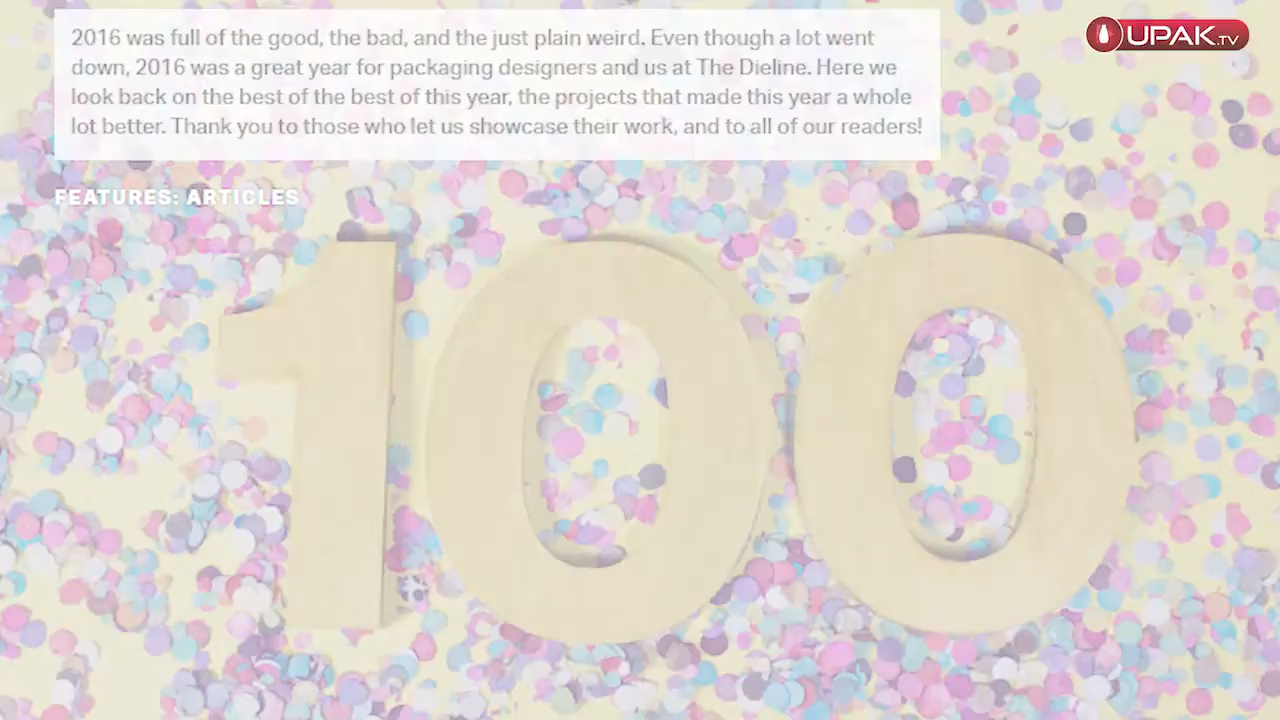 2016 was full of the good, the bad, and the just plain weird. Even though a lot went
down, 2016 was a great year for packaging designers and us at The Dieline. Here we
look back on the best of the best of this year, the projects that made this year a whole
lot better. Thank you to those who let us showcase their work, and to all of our readers!
UPAK.TV
FEATURES: ARTICLES
100